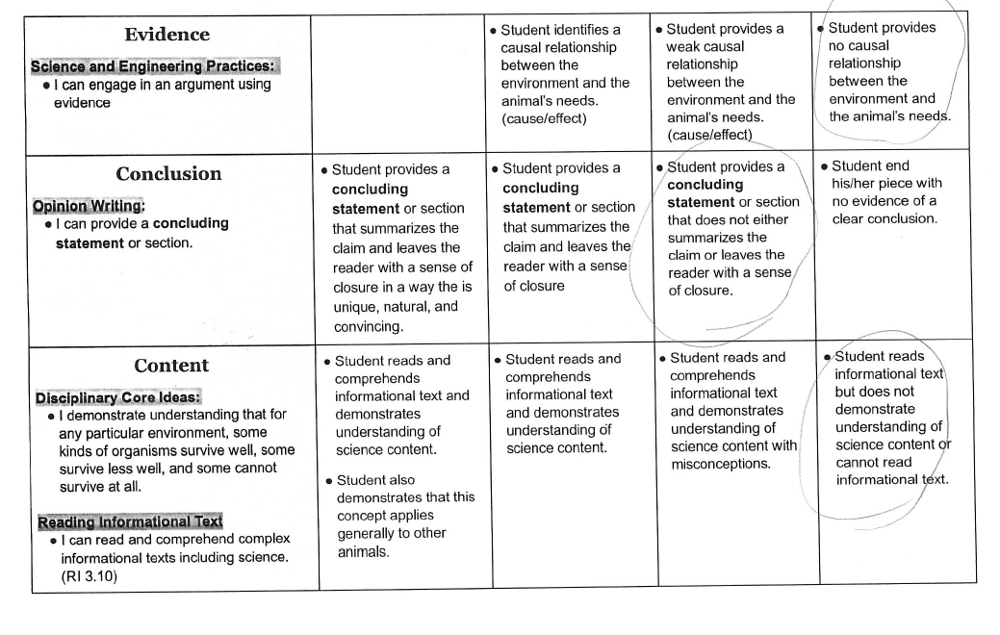 Evidence
Science and Engineering Practices:
• I can engage in an argument using
evidence
• Student identifies a
causal relationship
between the
environment and the
animal's needs.
(cause/effect)
• Student provides a
weak causal
relationship
between the
environment and the
animal's needs.
(cause/effect)
• Student provides
no causal
relationship
between the
environment and
the animal's needs.
Conclusion
Opinion Writing:
• I can provide a concluding
statement or section.
• Student provides a
concluding
statement or section
that summarizes the
claim and leaves the
reader with a sense of
closure in a way the is
unique, natural, and
convincing.
• Student provides a
concluding
statement or section
that summarizes the
claim and leaves the
reader with a sense
of closure
• Student provides a
concluding
statement or section
that does not either
summarizes the
claim or leaves the
reader with a sense
of closure.
• Student end
his/her piece with
no evidence of a
clear conclusion.
Content
Disciplinary Core Ideas:
• I demonstrate understanding that for
any particular environment, some
kinds of organisms survive well, some
survive less well, and some cannot
survive at all.
Reading Informational Text
• I can read and comprehend complex
informational texts including science.
(RI 3.10)
• Student reads and
comprehends
informational text and
demonstrates
understanding of
science content.
• Student also
demonstrates that this
concept applies
generally to other
animals.
• Student reads and
comprehends
informational text
and demonstrates
understanding of
science content.
• Student reads and
comprehends
informational text
and demonstrates
understanding of
science content with
misconceptions.
• Student reads
informational text
but does not
demonstrate
understanding of
science content or
cannot read
informational text.